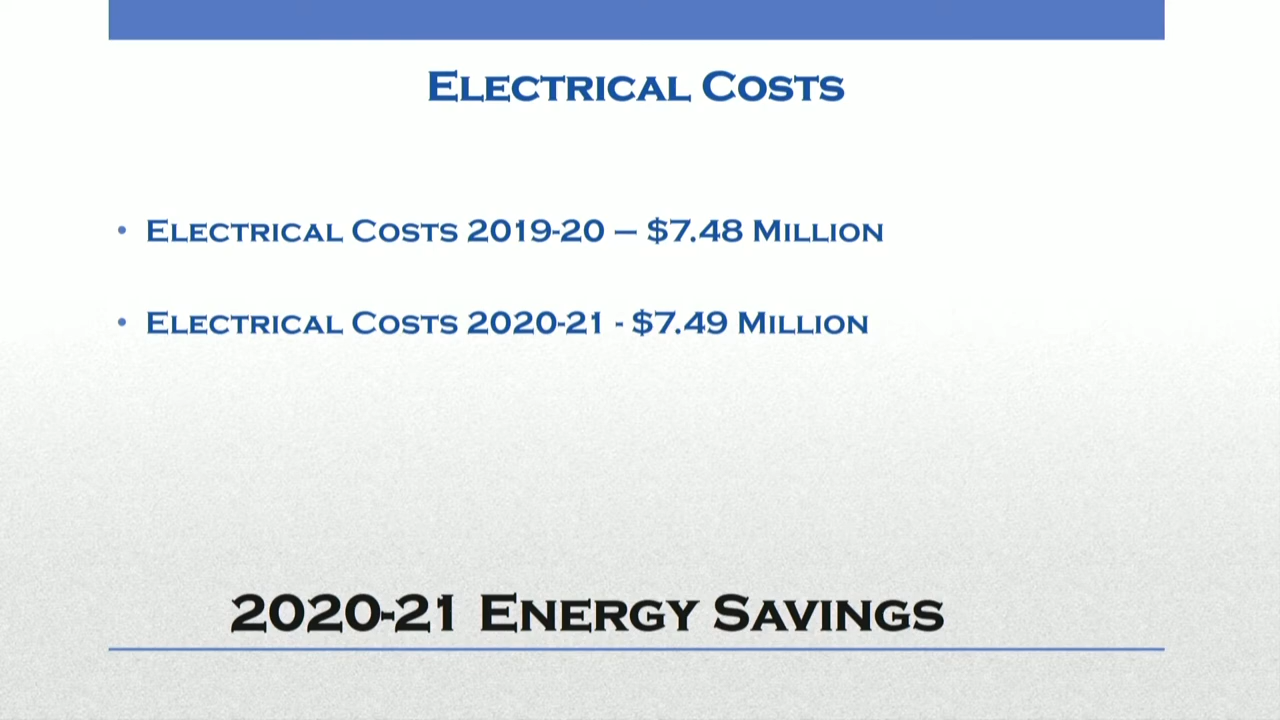 Electrical Costs
• Electrical Costs 2019-20 – $7.48 Million
• Electrical Costs 2020-21 - $7.49 Million
2020-21 Energy Savings